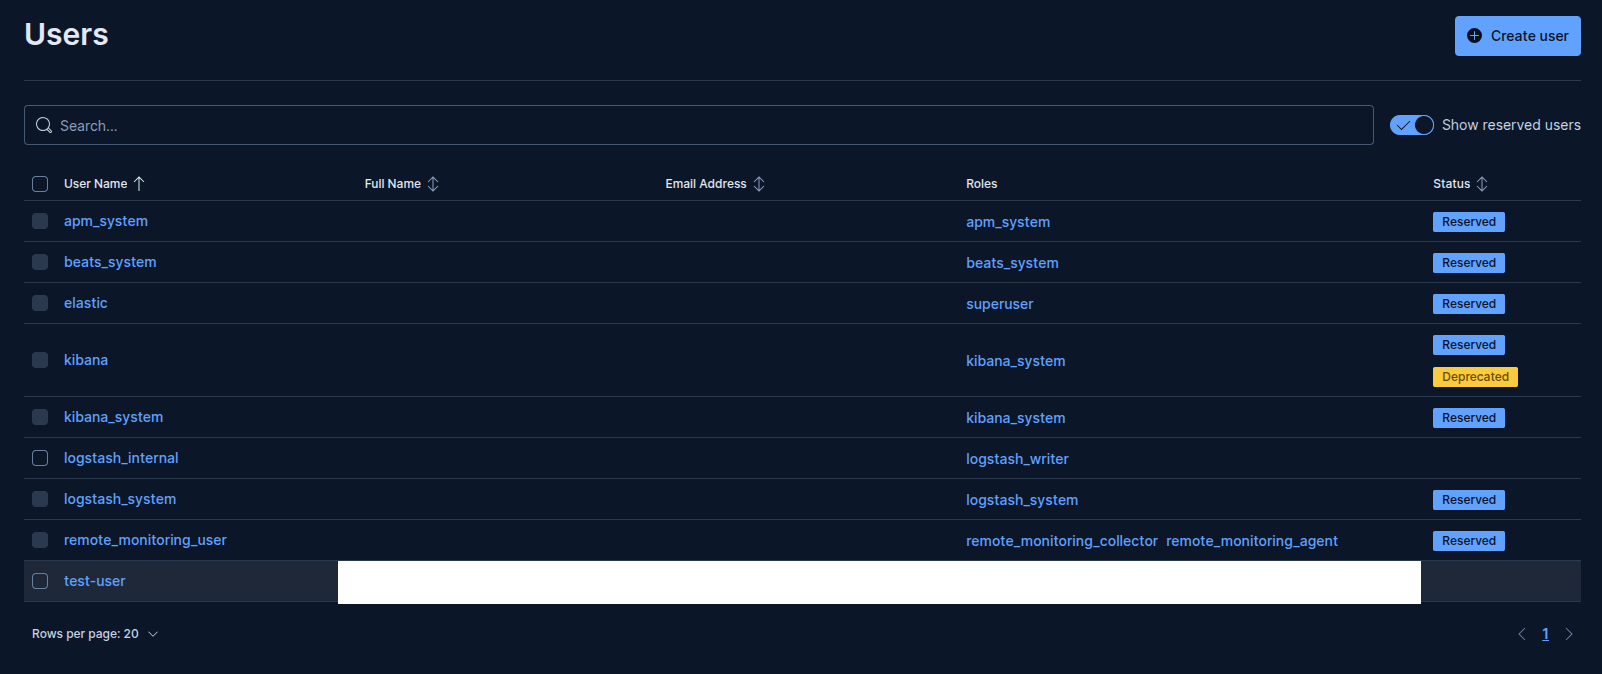 Users
Create user
Search...
Show reserved users
User Name Full Name Email Address Roles Status
apm_system apm_system Reserved
beats_system beats_system Reserved
elastic superuser Reserved
kibana kibana_system Reserved
Deprecated
kibana_system kibana_system Reserved
logstash_internal logstash_writer
logstash_system logstash_system Reserved
remote_monitoring_user remote_monitoring_collector remote_monitoring_agent Reserved
test-user
Rows per page: 20
1